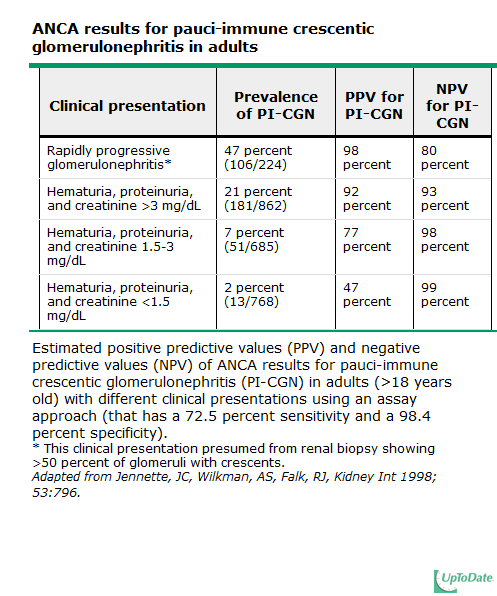 ANCA results for pauci-immune crescentic
glomerulonephritis in adults
Clinical presentation
Prevalence
of PI-CGN
PPV for
PI-CGN
NPV
for PI-
CGN
Rapidly progressive
glomerulonephritis*
47 percent
(106/224)
98
percent
80
percent
Hematuria, proteinuria,
and creatinine >3 mg/dL
21 percent
(181/862)
92
percent
93
percent
Hematuria, proteinuria,
and creatinine 1.5-3
mg/dL
7 percent
(51/685)
77
percent
98
percent
Hematuria, proteinuria,
and creatinine <1.5
mg/dL
2 percent
(13/768)
47
percent
99
percent
Estimated positive predictive values (PPV) and negative
predictive values (NPV) of ANCA results for pauci-immune
crescentic glomerulonephritis (PI-CGN) in adults (>18 years
old) with different clinical presentations using an assay
approach (that has a 72.5 percent sensitivity and a 98.4
percent specificity).
* This clinical presentation presumed from renal biopsy showing
>50 percent of glomeruli with crescents.
Adapted from Jennette, JC, Wilkman, AS, Falk, RJ, Kidney Int 1998;
53:796.
UpToDate